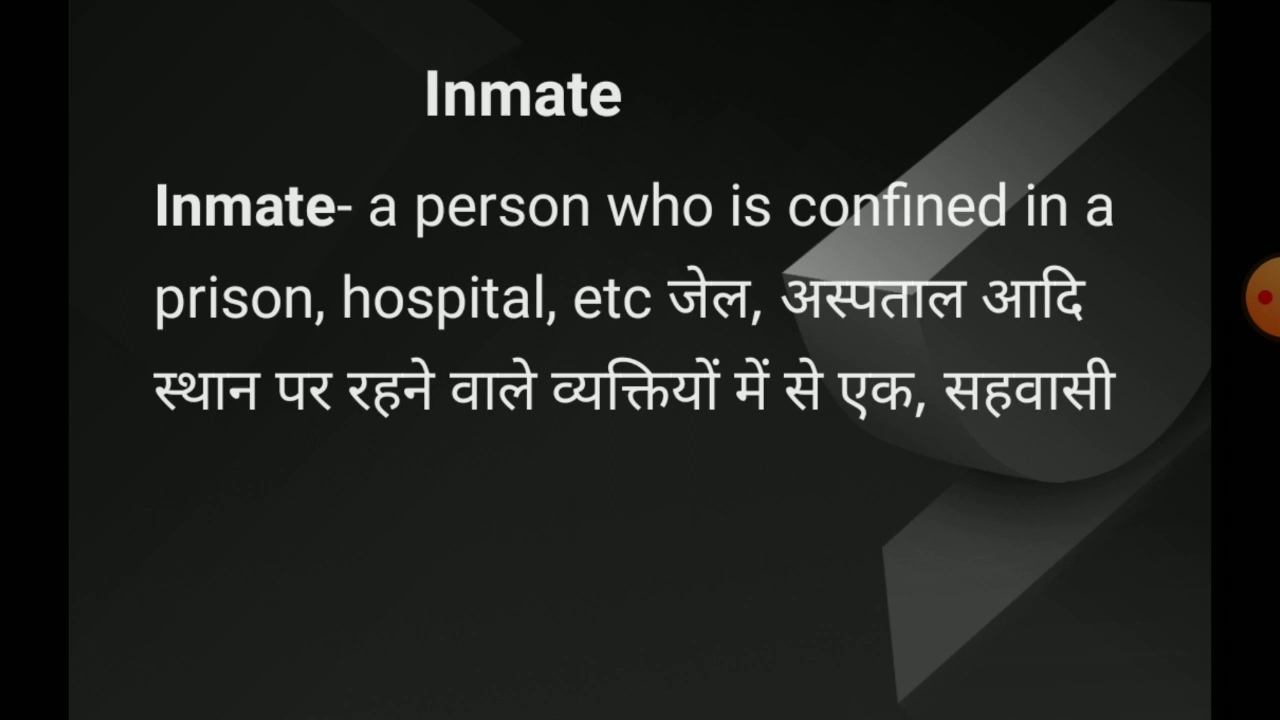 Inmate
Inmate- a person who is confined in a
prison, hospital, etc जेल, अस्पताल आदि
स्थान पर रहने वाले व्यक्तियों में से एक, सहवासी